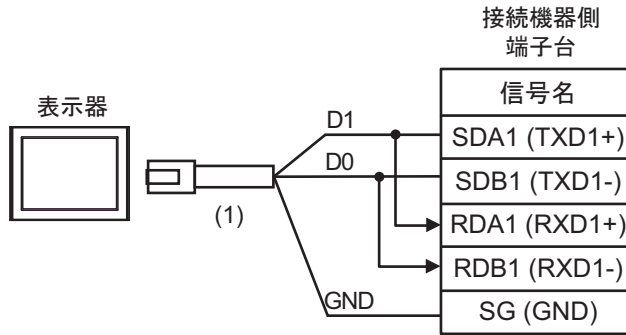 接続機器側
端子台
信号名
表示器
D1
SDA1 (TXD1+)
D0
SDB1 (TXD1-)
(1)
RDA1 (RXD1+)
RDB1 (RXD1-)
GND
SG (GND)